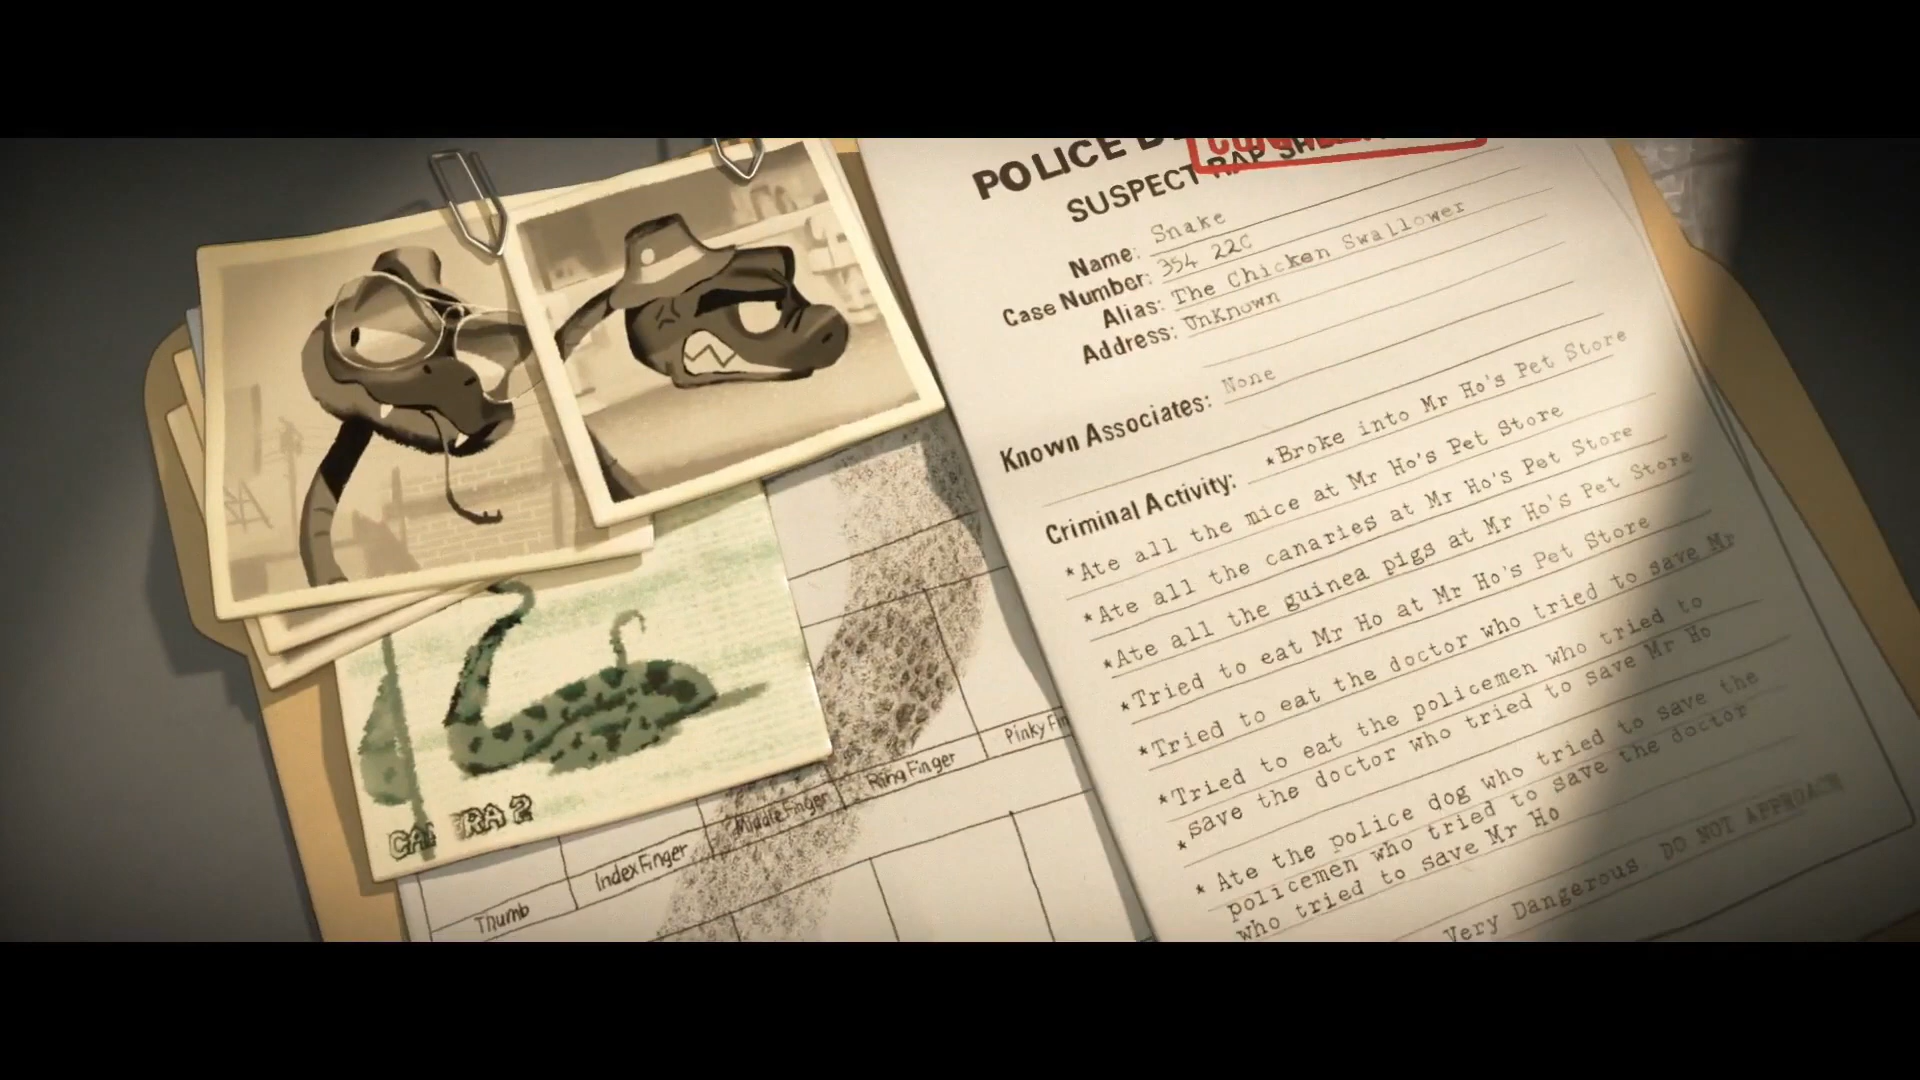 POLICE
SUSPECT RAP
Name: Snake
Case Number: 354 22C
Alias: The Chicken Swallower
Address: Unknown
Known Associates: None
Criminal Activity: *Broke into Mr Ho's Pet Store
*Ate all the mice at Mr Ho's Pet Store
*Ate all the canaries at Mr Ho's Pet Store
*Ate all the guinea pigs at Mr Ho's Pet Store
*Tried to eat Mr Ho at Mr Ho's Pet Store
*Tried to eat the doctor who tried to save Mr
*Tried to eat the policemen who tried to
*save the doctor who tried to save Mr Ho
* Ate the police dog who tried to save the
policemen who tried to save the doctor
who tried to save Mr Ho
Very Dangerous. DO NOT APPROACH
RA 2
Thumb
Index Finger
Middle Finger
Ring Finger
Pinky